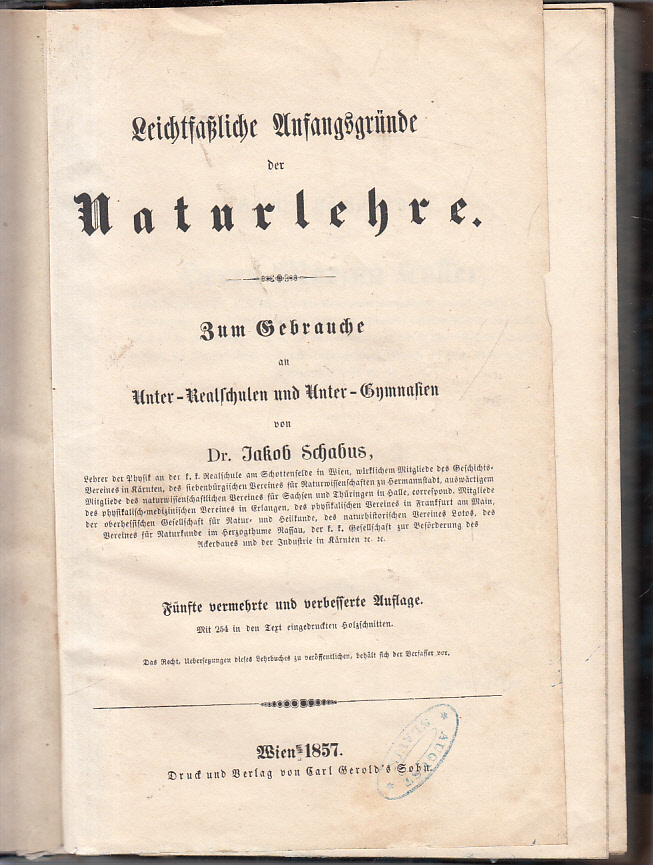 Leichtfaßliche Anfangsgründe
der
Naturlehre.
Zum Gebrauche
an
Unter-Realschulen und Unter-Gymnasien
von
Dr. Jakob Schabus,
Lehrer der Physik an der k. k. Realschule am Schottenfelde in Wien, wirklichem Mitgliede des Geschichts-
Vereines in Kärnten, des siebenbürgischen Vereines für Naturwissenschaften zu Hermannstadt, auswärtigem
Mitgliede des naturwissenschaftlichen Vereines für Sachsen und Thüringen in Halle, correspond. Mitgliede
des physikalisch-medizinischen Vereines in Erlangen, des physikalischen Vereines in Frankfurt am Main,
der oberhessischen Gesellschaft für Natur- und Heilkunde, des naturhistorischen Vereines Lotos, des
Vereines für Naturkunde im Herzogthume Nassau, der k. k. Gesellschaft zur Beförderung des
Ackerbaues und der Industrie in Kärnten ꝛc. ꝛc.
Fünfte vermehrte und verbesserte Auflage.
Mit 254 in den Text eingedruckten Holzschnitten.
Das Recht, Uebersetzungen dieses Lehrbuches zu veröffentlichen, behält sich der Verfasser vor.
Wien 1857.
Druck und Verlag von Carl Gerold's Sohn.
AUGUST